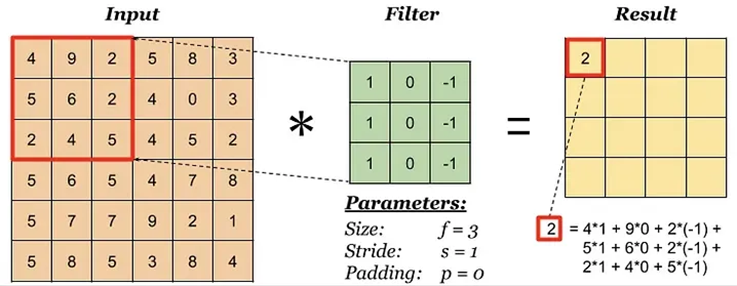 Input
Filter
Result
4 9 2 5 8 3
5 6 2 4 0 3
2 4 5 4 5 2
5 6 5 4 7 8
5 7 7 9 2 1
5 8 5 3 8 4
*
1 0 -1
1 0 -1
1 0 -1
=
2
Parameters:
Size: f = 3
Stride: s = 1
Padding: p = 0
2 = 4*1 + 9*0 + 2*(-1) +
5*1 + 6*0 + 2*(-1) +
2*1 + 4*0 + 5*(-1)